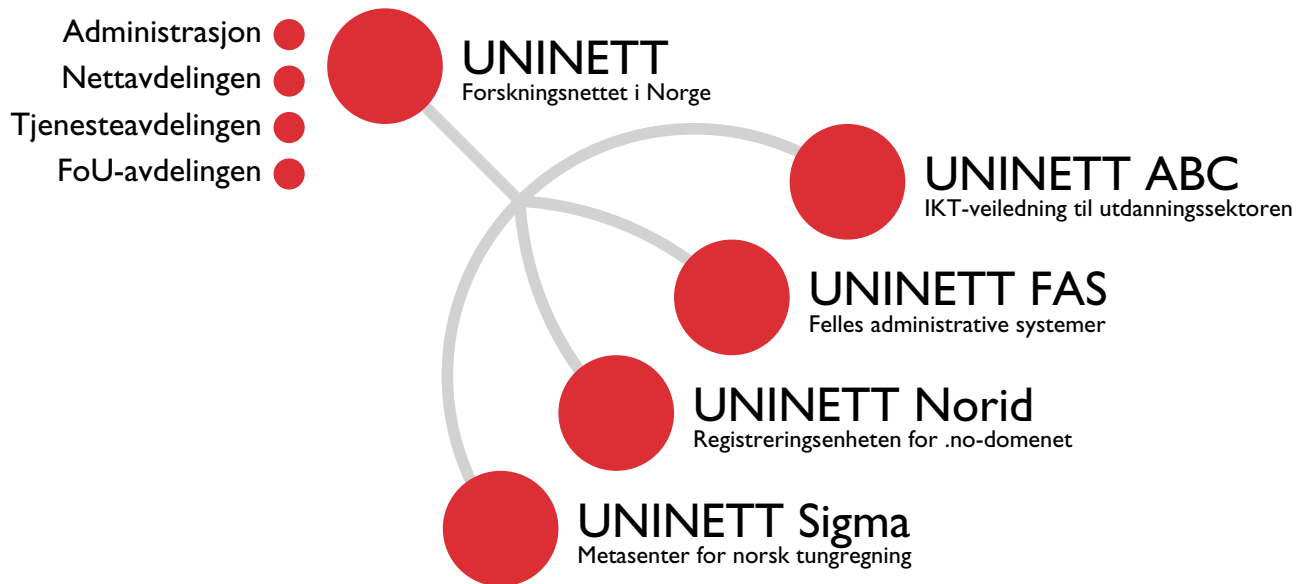 Administrasjon
Nettavdelingen
Tjenesteavdelingen
FoU-avdelingen
UNINETT
Forskningsnettet i Norge
UNINETT ABC
IKT-veiledning til utdanningssektoren
UNINETT FAS
Felles administrative systemer
UNINETT Norid
Registreringsenheten for .no-domenet
UNINETT Sigma
Metasenter for norsk tungregning